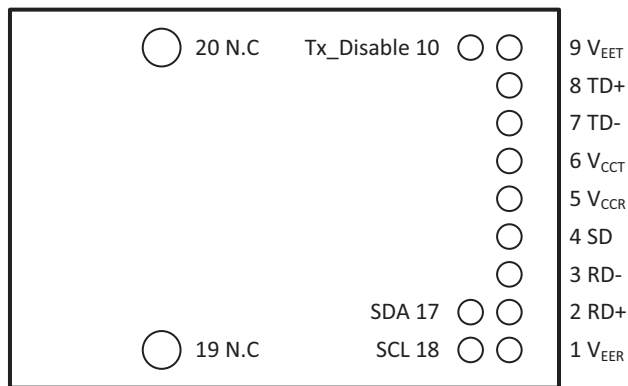 20 N.C Tx_Disable 10 9 VEET
8 TD+
7 TD-
6 VCCT
5 VCCR
4 SD
3 RD-
SDA 17 2 RD+
19 N.C SCL 18 1 VEER